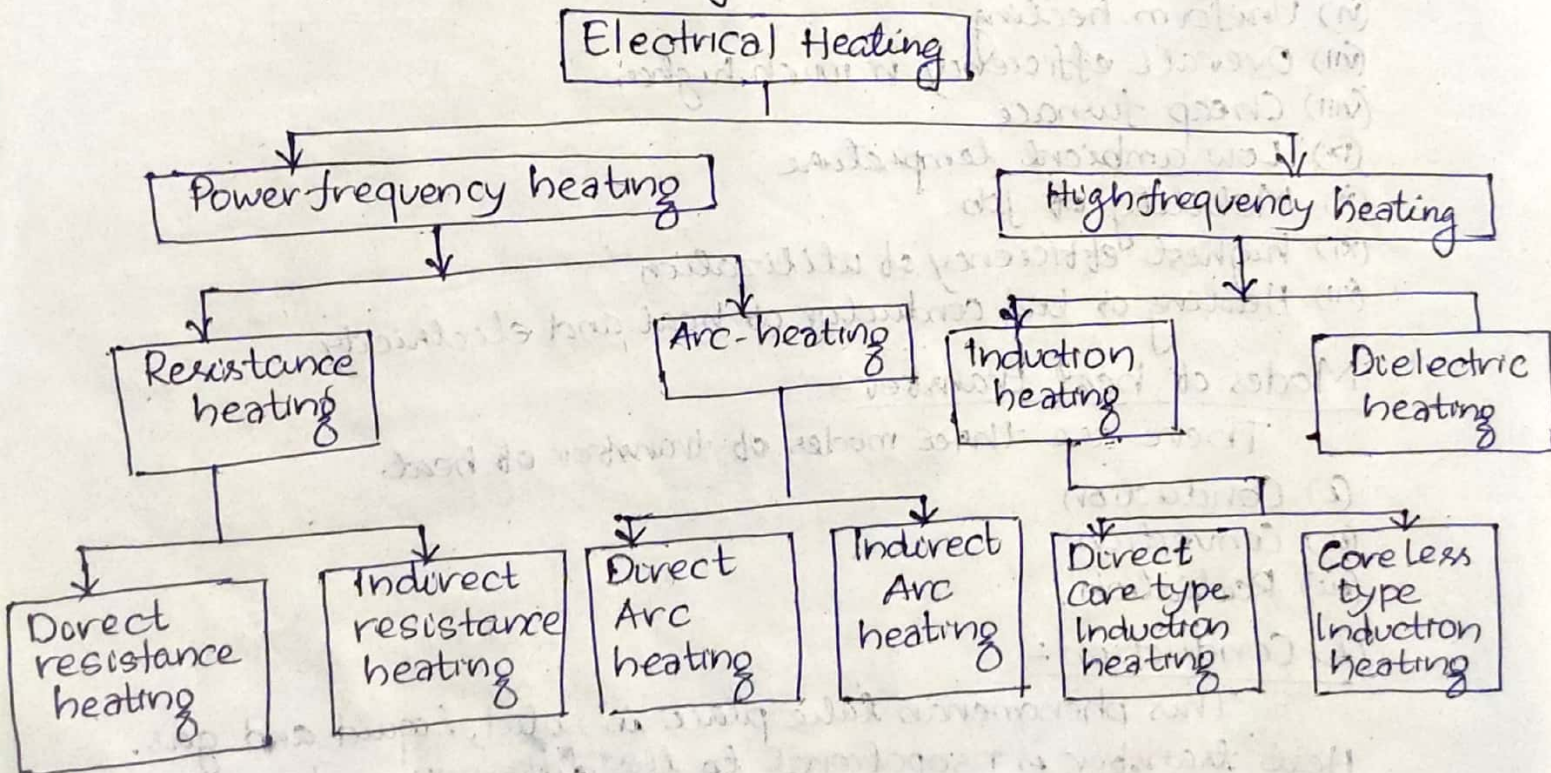 Electrical Heating
Power frequency heating
High frequency heating
Resistance
heating
Arc-heating
Induction
heating
Dielectric
heating
Dorect
resistance
heating
Indirect
resistance
heating
Direct
Arc
heating
Indirect
Arc
heating
Direct
Core type
Induction
heating
Core less
type
Induction
heating